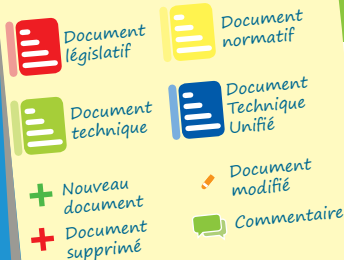 Document
législatif
Document
normatif
Document
technique
Document
Technique
Unifié
Nouveau
document
Document
modifié
Document
supprimé
Commentaire